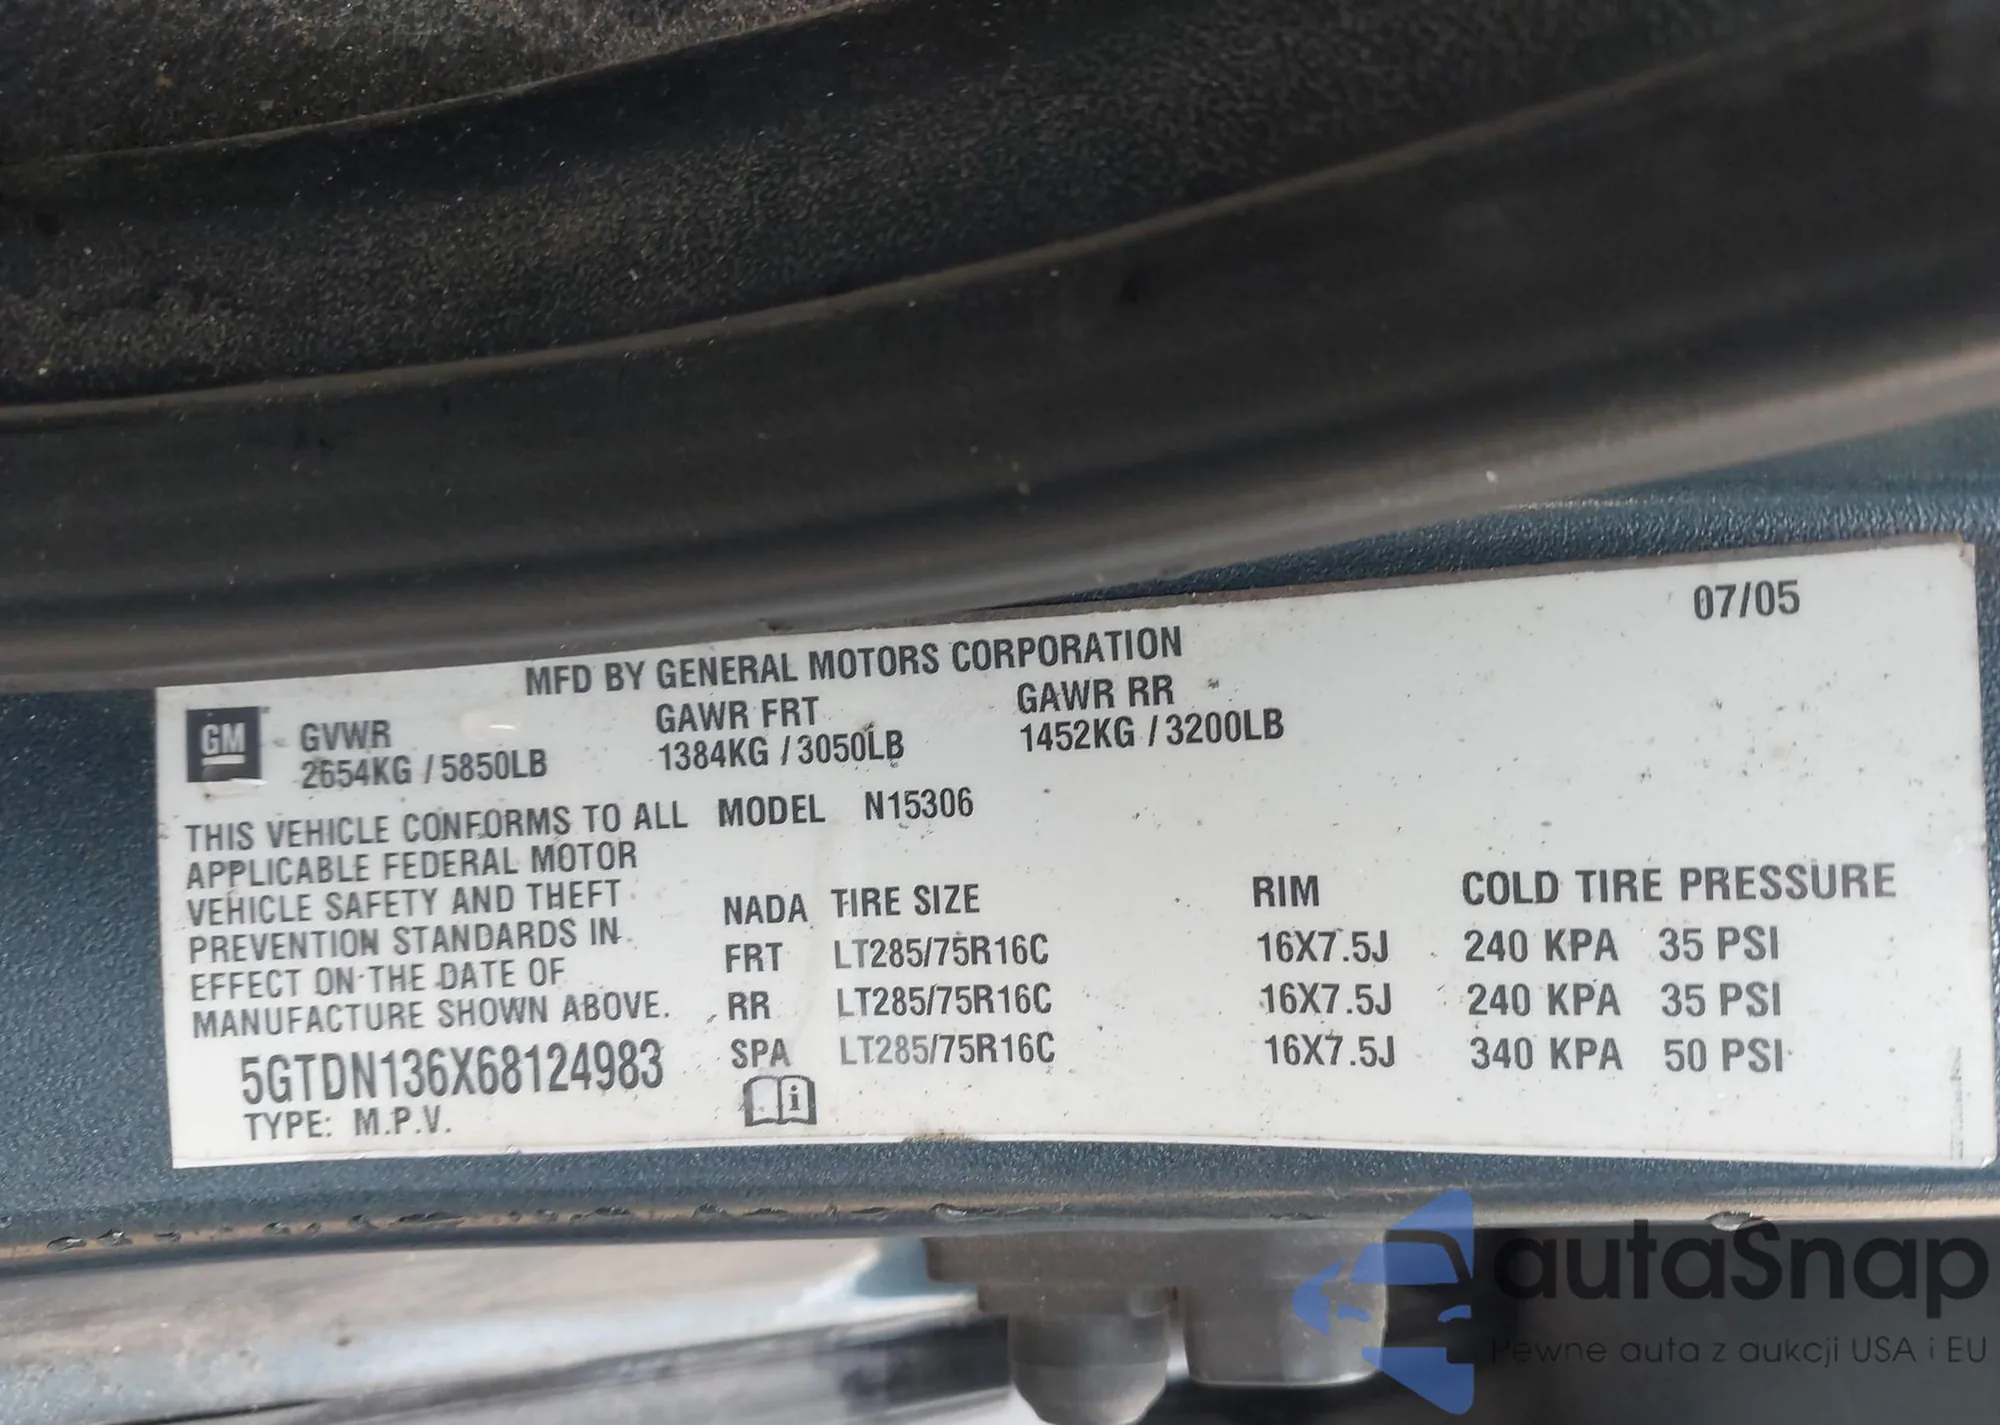 07/05
MFD BY GENERAL MOTORS CORPORATION
GM
GVWR GAWR FRT GAWR RR
2654KG / 5850LB 1384KG / 3050LB 1452KG / 3200LB
THIS VEHICLE CONFORMS TO ALL
APPLICABLE FEDERAL MOTOR
VEHICLE SAFETY AND THEFT
PREVENTION STANDARDS IN
EFFECT ON THE DATE OF
MANUFACTURE SHOWN ABOVE.
5GTDN136X68124983
TYPE: M.P.V.
MODEL N15306
NADA TIRE SIZE RIM COLD TIRE PRESSURE
FRT LT285/75R16C 16X7.5J 240 KPA 35 PSI
RR LT285/75R16C 16X7.5J 240 KPA 35 PSI
SPA LT285/75R16C 16X7.5J 340 KPA 50 PSI
i
autaSnap
Pewne auta z aukcji USA i EU